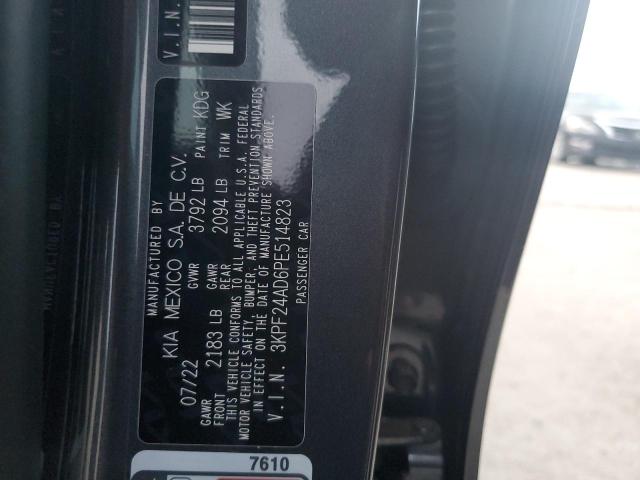 V.I.N.
MANUFACTURED BY
KIA MEXICO S.A. DE C.V.
07/22 GVWR 3792 LB PAINT KDG
GAWR FRONT 2183 LB GAWR REAR 2094 LB TRIM WK
THIS VEHICLE CONFORMS TO ALL APPLICABLE U.S.A. FEDERAL
MOTOR VEHICLE SAFETY, BUMPER, AND THEFT PREVENTION STANDARDS
IN EFFECT ON THE DATE OF MANUFACTURE SHOWN ABOVE.
V.I.N. 3KPF24AD6PE514823
PASSENGER CAR
7610